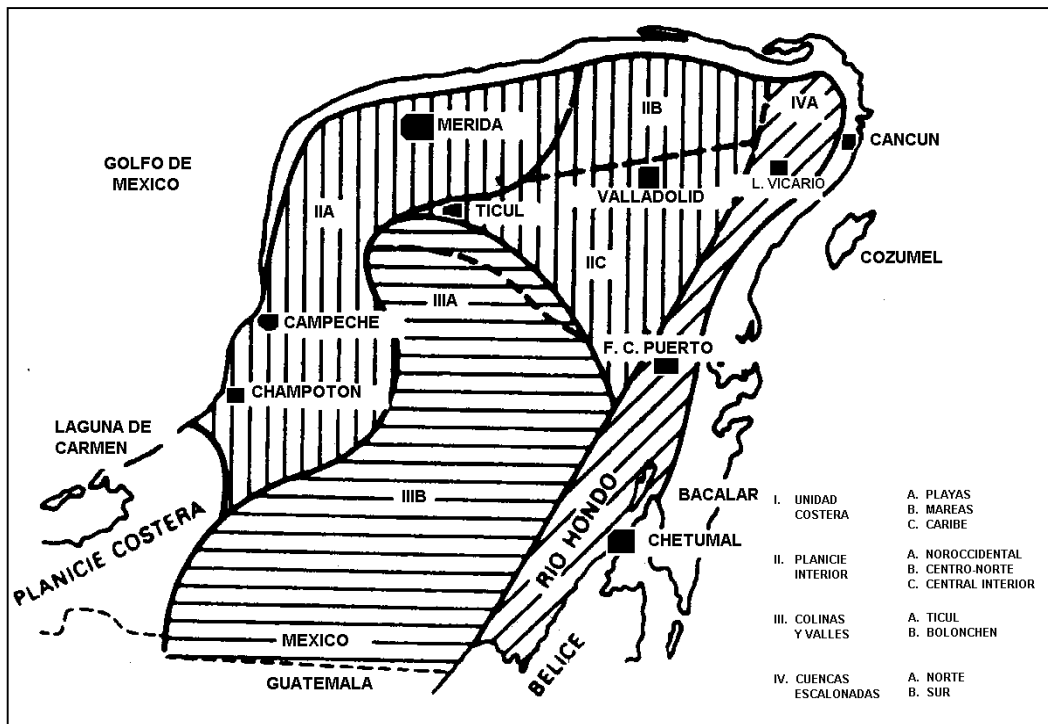 IVA
IIB
MERIDA
CANCUN
GOLFO DE
MEXICO
L. VICARIO
VALLADOLID
IIA
TICUL
COZUMEL
IIC
IIIA
CAMPECHE
F. C. PUERTO
CHAMPOTON
LAGUNA DE
CARMEN
IIIB
BACALAR
PLANICIE COSTERA
RIO HONDO
CHETUMAL
MEXICO
BELICE
GUATEMALA
I. UNIDAD
COSTERA
A. PLAYAS
B. MAREAS
C. CARIBE
II. PLANICIE
INTERIOR
A. NOROCCIDENTAL
B. CENTRO-NORTE
C. CENTRAL INTERIOR
III. COLINAS
Y VALLES
A. TICUL
B. BOLONCHEN
IV. CUENCAS
ESCALONADAS
A. NORTE
B. SUR